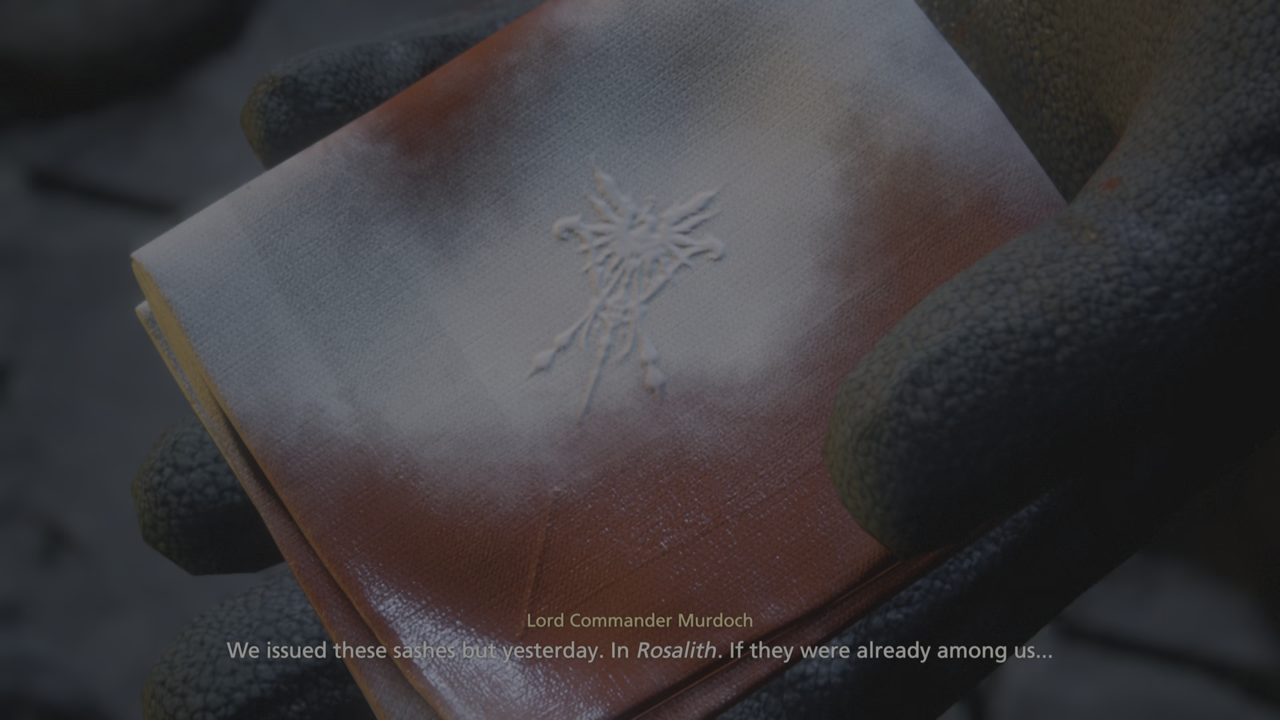 Lord Commander Murdoch
We issued these sashes but yesterday. In Rosalith. If they were already among us...